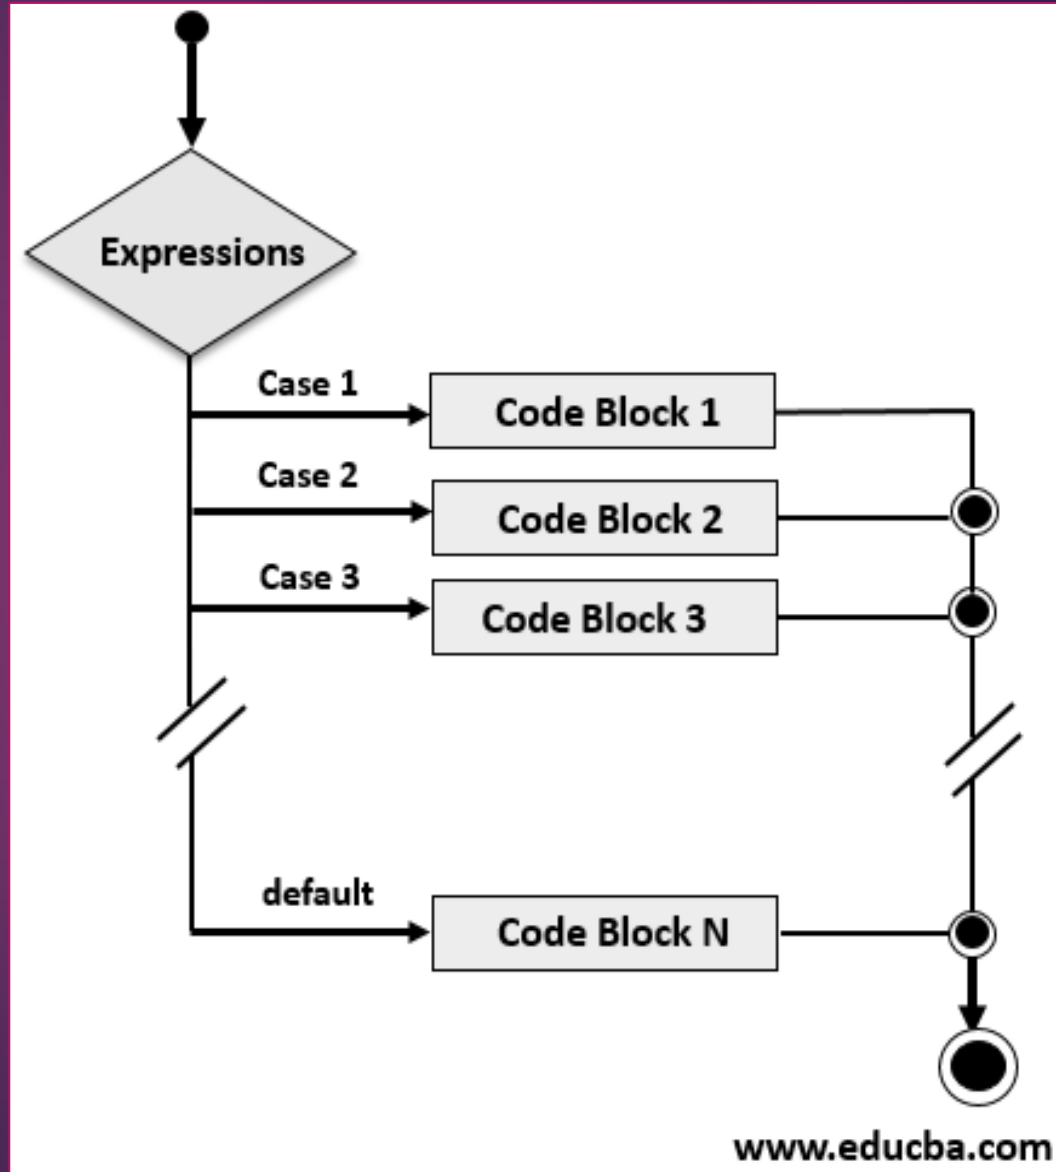 Expressions
Case 1
Code Block 1
Case 2
Code Block 2
Case 3
Code Block 3
default
Code Block N
www.educba.com